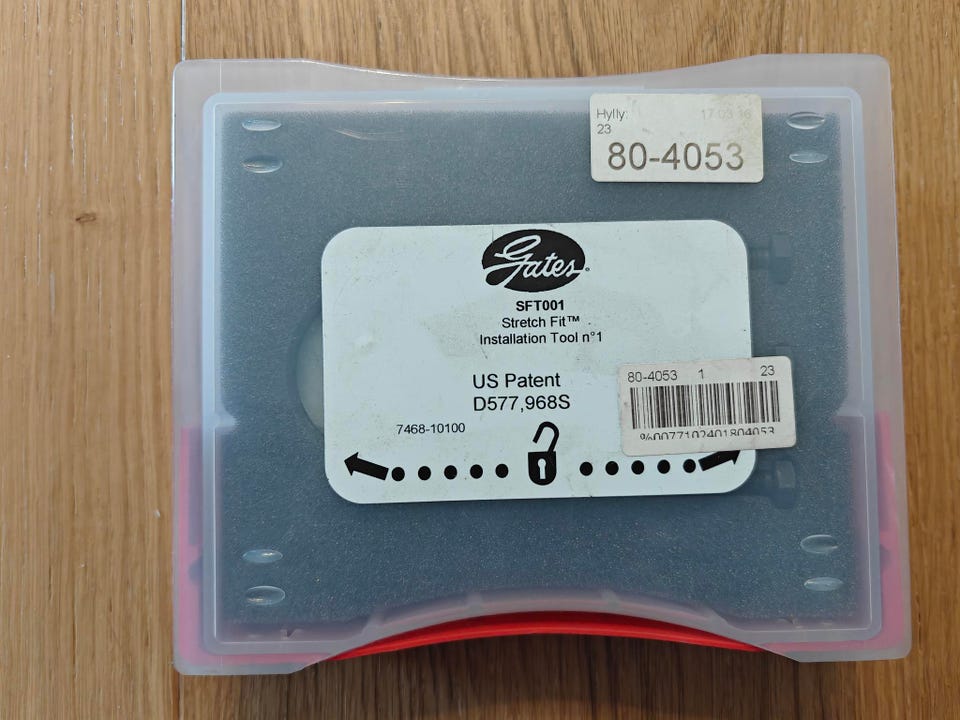 Hylly: 17.03.16
23
80-4053
Gates®
SFT001
Stretch Fit™
Installation Tool n°1
US Patent
D577,968S
7468-10100
80-4053 1 23
%0077102401804053